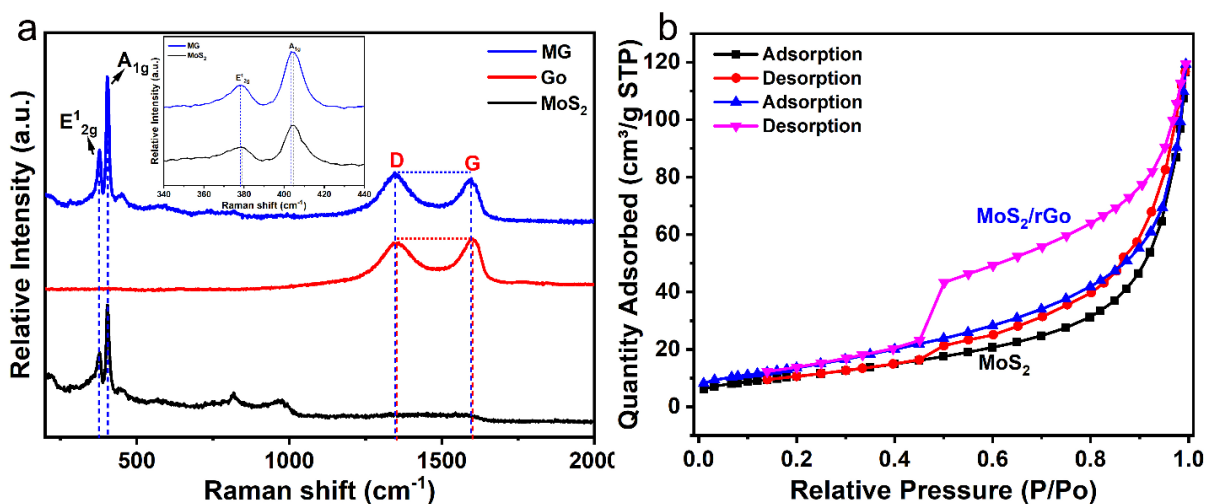 a
Relative Intensity (a.u.)
E¹₂g
A₁g
MG
Go
MoS₂
D
G
500
1000
1500
2000
Raman shift (cm⁻¹)
Relative Intensity (a.u.)
MG
MoS₂
E¹₂g
A₁g
340
360
380
400
420
440
Raman shift (cm⁻¹)
b
Quantity Adsorbed (cm³/g STP)
120
100
80
60
40
20
0
Adsorption
Desorption
Adsorption
Desorption
MoS₂/rGo
MoS₂
0.0
0.2
0.4
0.6
0.8
1.0
Relative Pressure (P/Po)